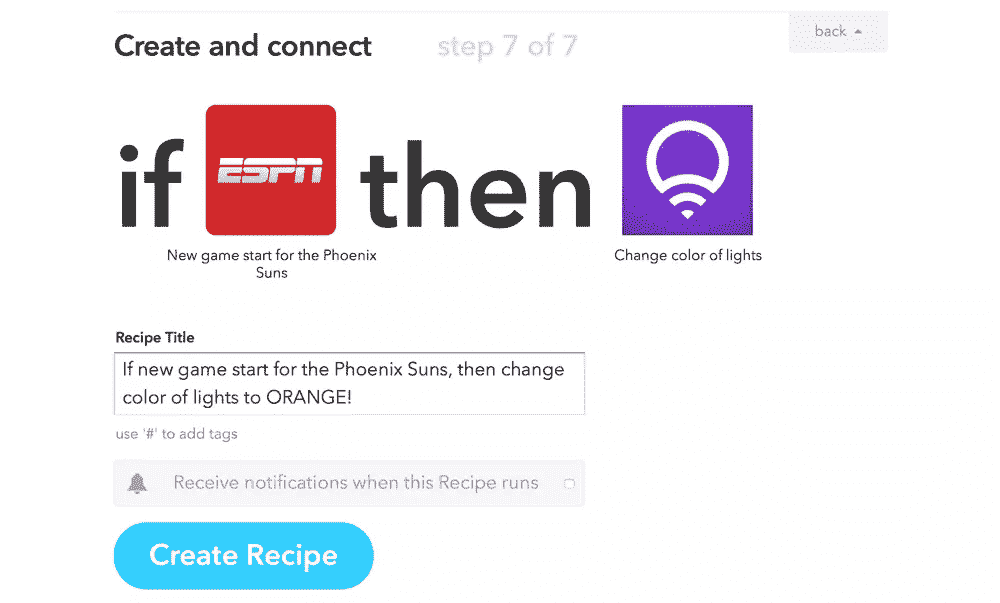 Create and connect step 7 of 7 back
if ESPN then
New game start for the Phoenix
Suns
Change color of lights
Recipe Title
If new game start for the Phoenix Suns, then change
color of lights to ORANGE!
use '#' to add tags
Receive notifications when this Recipe runs
Create Recipe